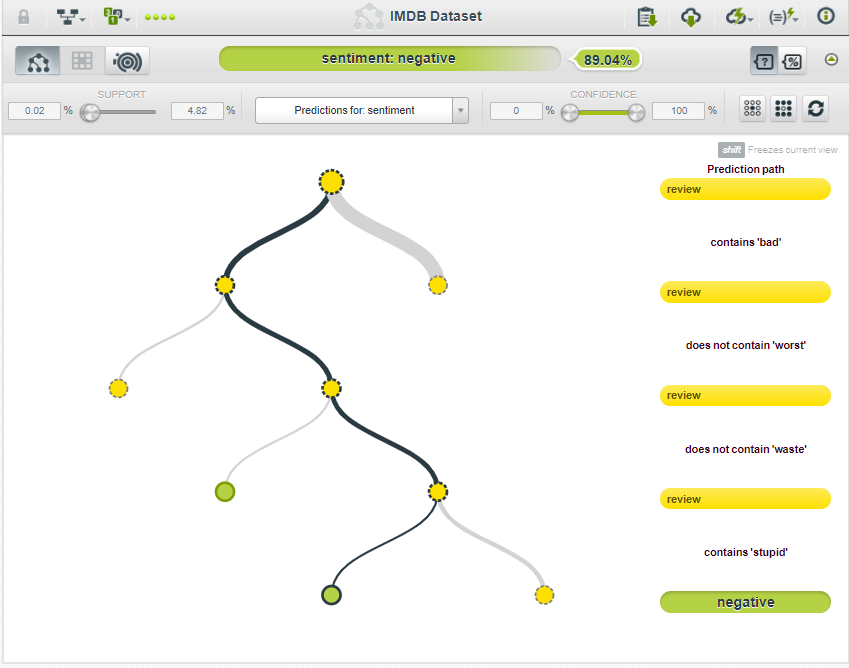 IMDB Dataset
sentiment: negative
89.04%
SUPPORT
0.02 %
4.82 %
Predictions for: sentiment
CONFIDENCE
0 %
100 %
shift Freezes current view
Prediction path
review
contains 'bad'
review
does not contain 'worst'
review
does not contain 'waste'
review
contains 'stupid'
negative